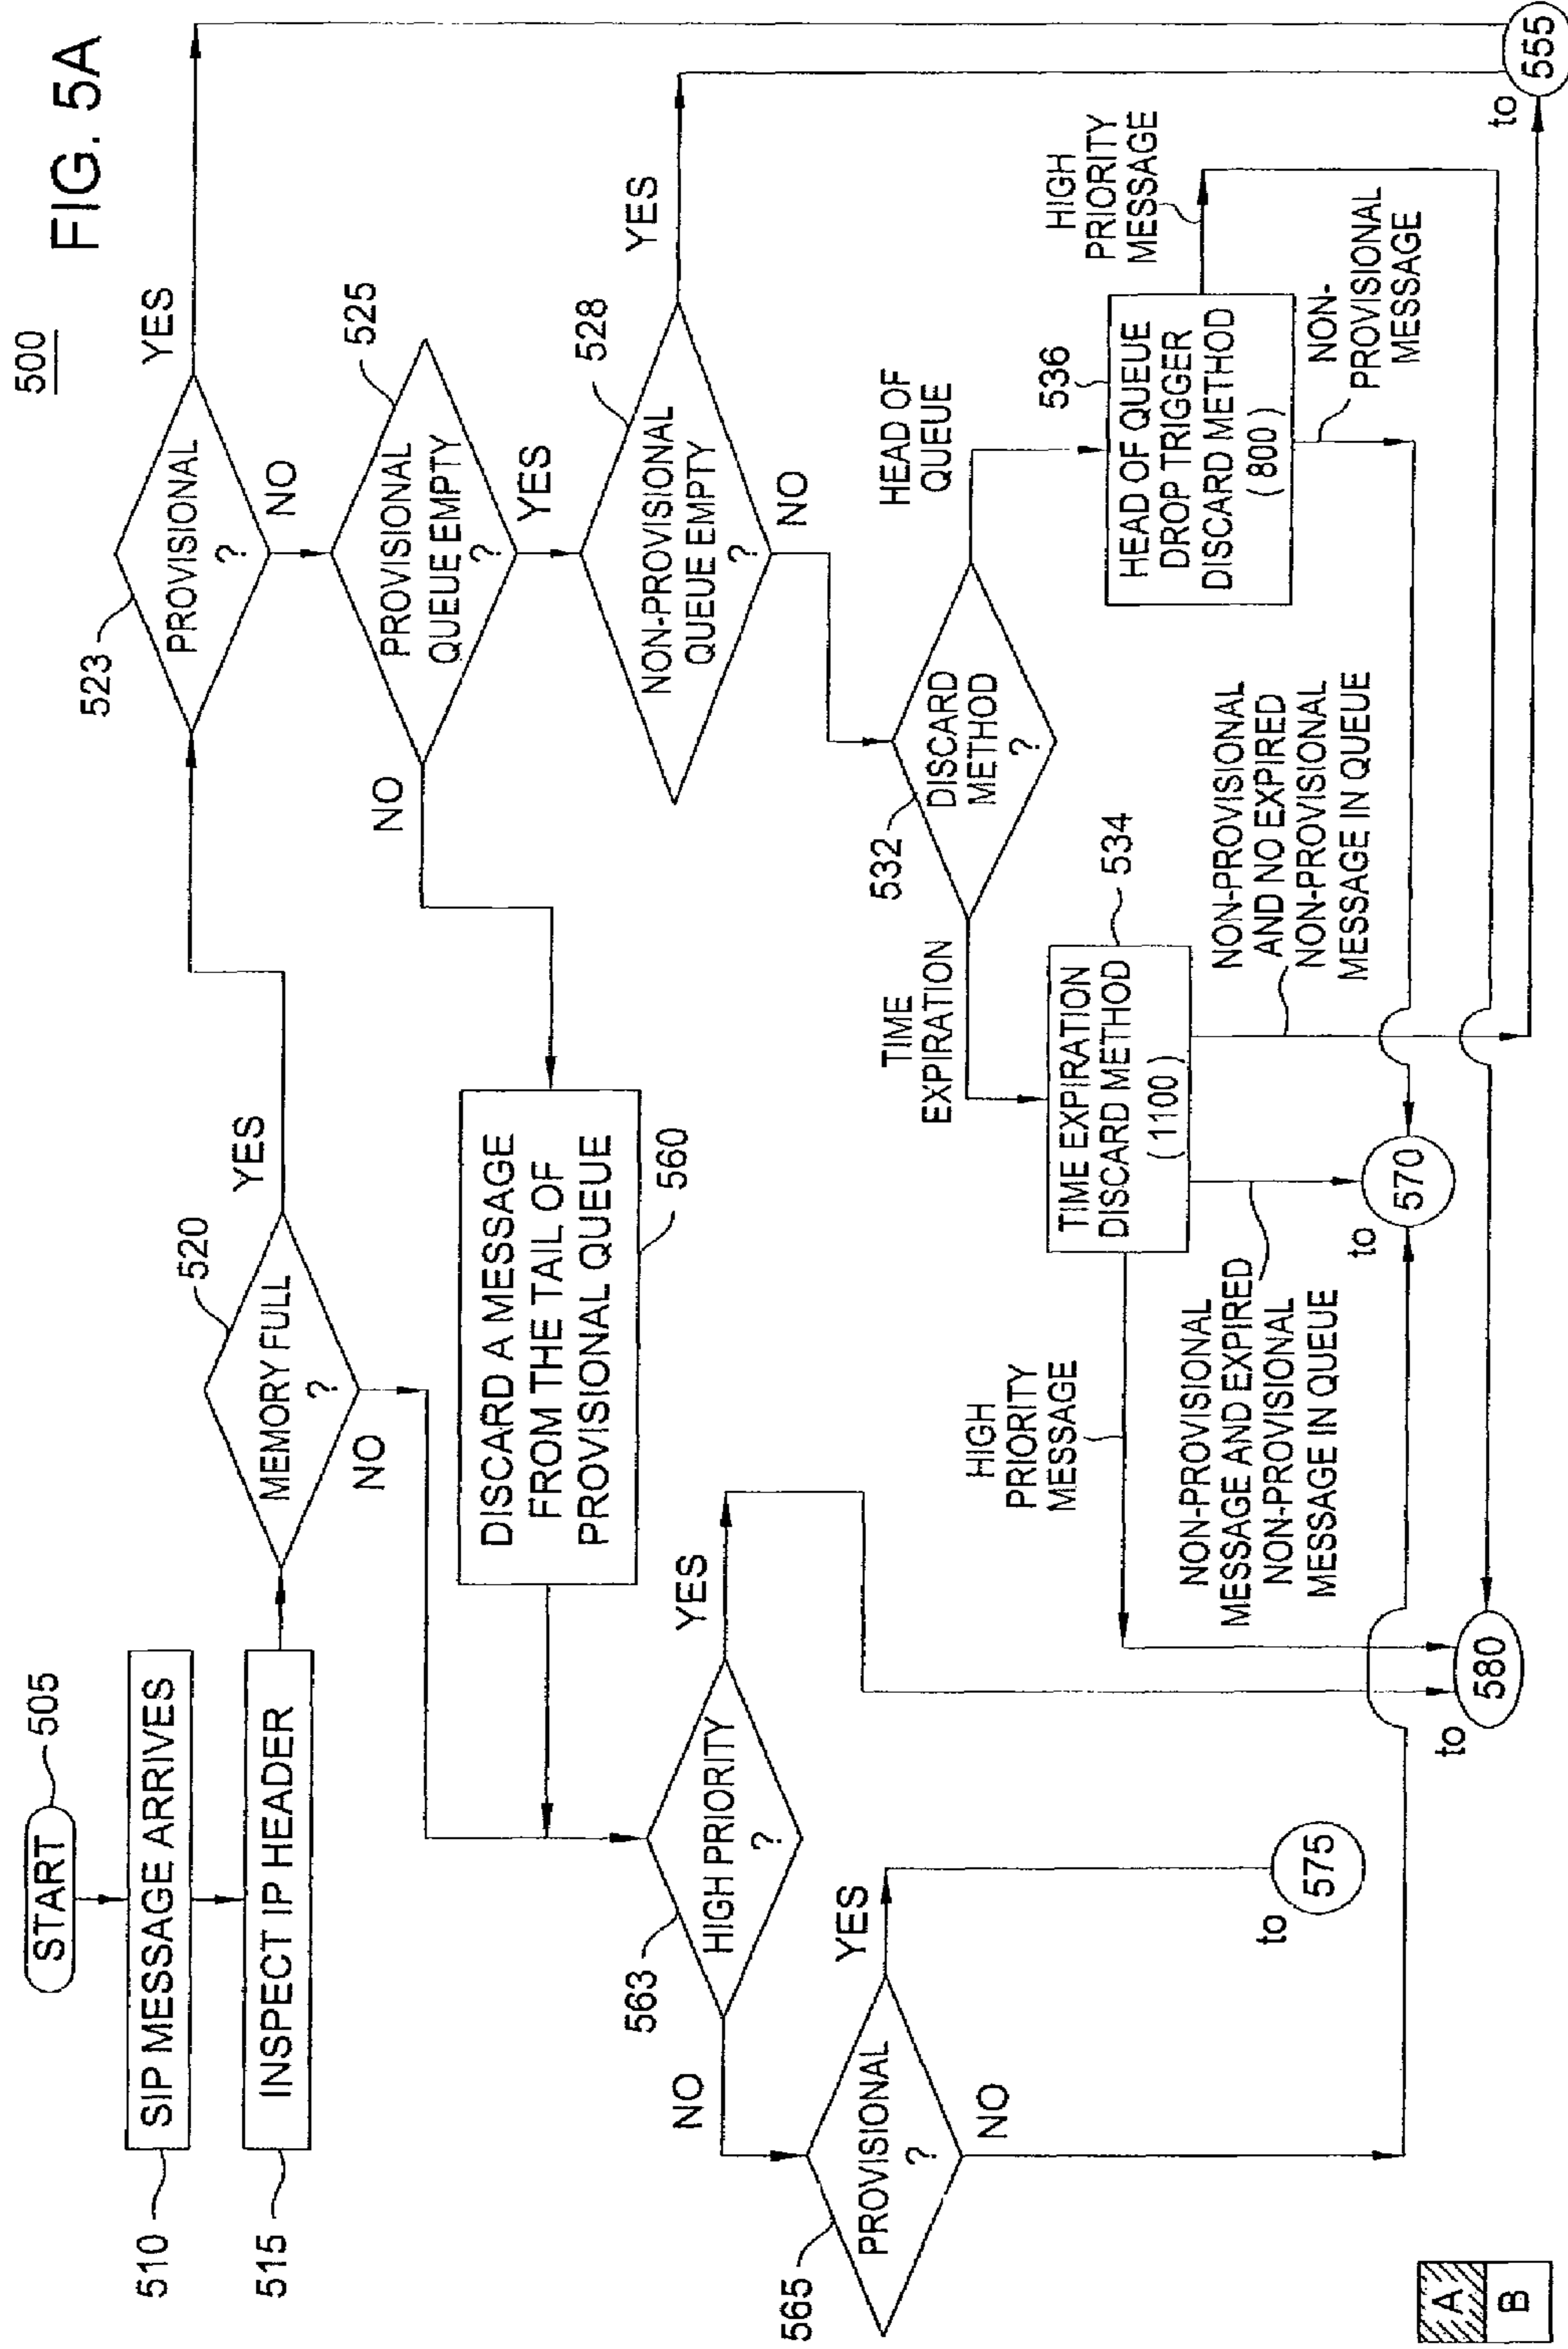 500
FIG. 5A
START
505
SIP MESSAGE ARRIVES
510
INSPECT IP HEADER
515
MEMORY FULL
?
520
YES
NO
PROVISIONAL
?
523
YES
NO
PROVISIONAL
QUEUE EMPTY
?
525
NO
YES
NON-PROVISIONAL
QUEUE EMPTY
?
528
YES
NO
DISCARD A MESSAGE
FROM THE TAIL OF
PROVISIONAL QUEUE
560
HIGH PRIORITY
?
563
NO
YES
PROVISIONAL
?
565
YES
NO
to
575
DISCARD
METHOD
?
532
TIME
EXPIRATION
HEAD OF
QUEUE
TIME EXPIRATION
DISCARD METHOD
(1100)
534
HEAD OF QUEUE
DROP TRIGGER
DISCARD METHOD
(800)
536
HIGH
PRIORITY
MESSAGE
NON-PROVISIONAL
MESSAGE AND EXPIRED
NON-PROVISIONAL
MESSAGE IN QUEUE
NON-PROVISIONAL
AND NO EXPIRED
NON-PROVISIONAL
MESSAGE IN QUEUE
HIGH
PRIORITY
MESSAGE
NON-
PROVISIONAL
MESSAGE
to
580
to
570
to
555
A
B